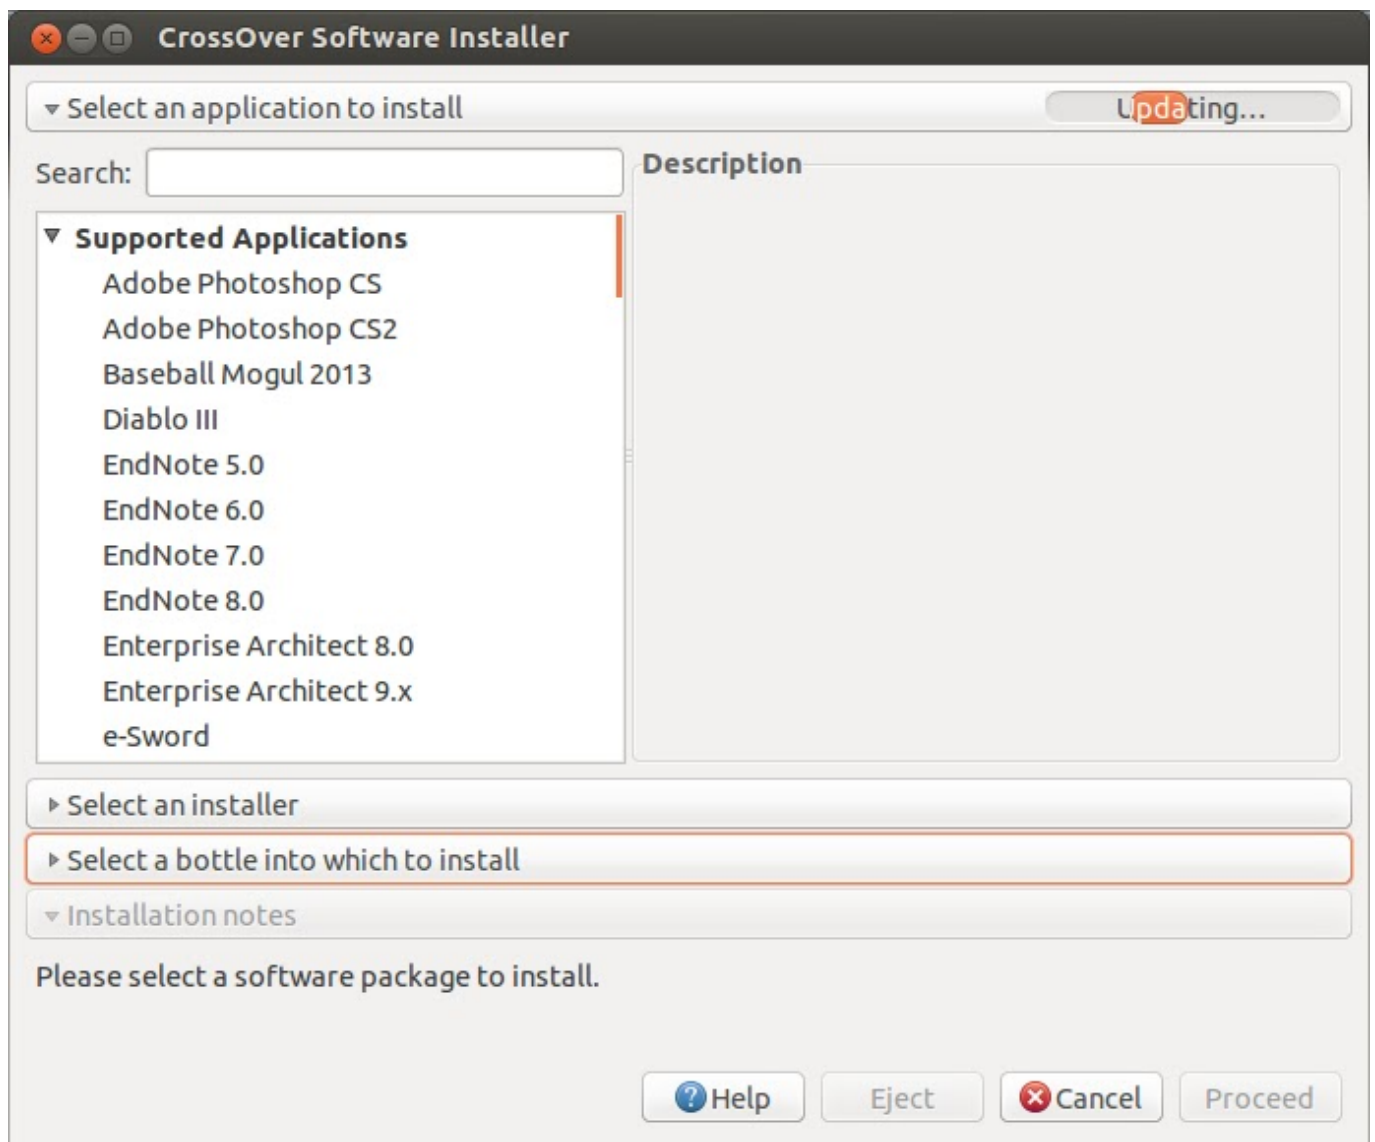 CrossOver Software Installer
Select an application to install
Updating...
Search:
Description
Supported Applications
Adobe Photoshop CS
Adobe Photoshop CS2
Baseball Mogul 2013
Diablo III
EndNote 5.0
EndNote 6.0
EndNote 7.0
EndNote 8.0
Enterprise Architect 8.0
Enterprise Architect 9.x
e-Sword
Select an installer
Select a bottle into which to install
Installation notes
Please select a software package to install.
Help
Eject
Cancel
Proceed